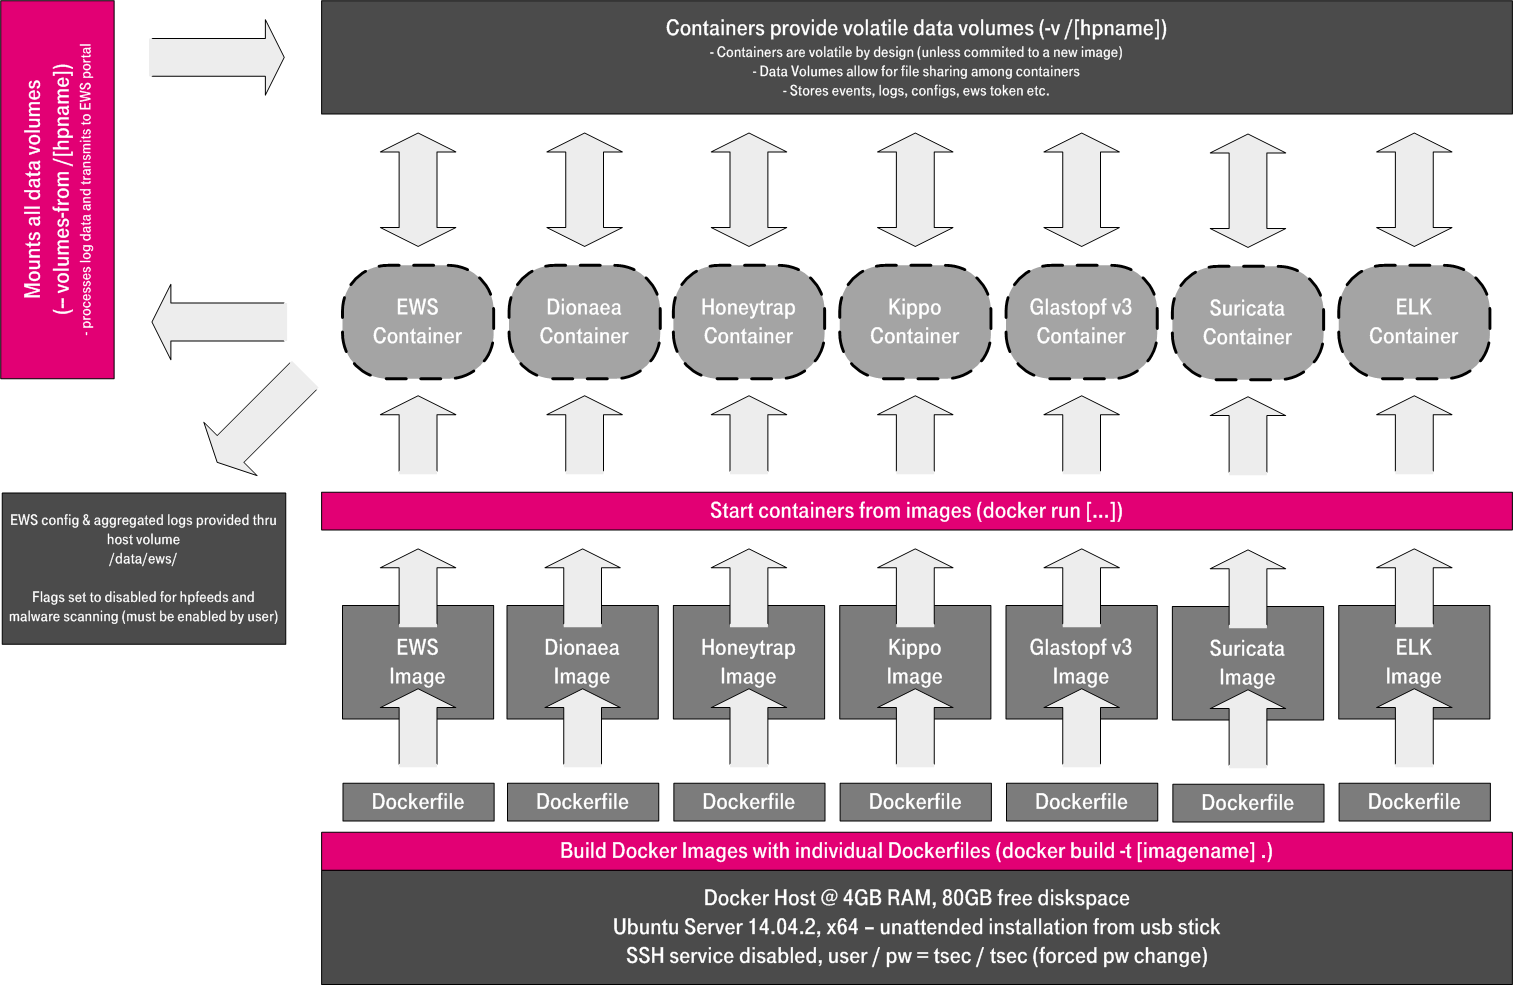 Containers provide volatile data volumes (-v /[hpname])
- Containers are volatile by design (unless commited to a new image)
- Data Volumes allow for file sharing among containers
- Stores events, logs, configs, ews token etc.
Mounts all data volumes
(– volumes-from /[hpname])
- processes log data and transmits to EWS portal
EWS
Container
Dionaea
Container
Honeytrap
Container
Kippo
Container
Glastopf v3
Container
Suricata
Container
ELK
Container
EWS config & aggregated logs provided thru
host volume
/data/ews/
Flags set to disabled for hpfeeds and
malware scanning (must be enabled by user)
Start containers from images (docker run [...])
EWS
Image
Dionaea
Image
Honeytrap
Image
Kippo
Image
Glastopf v3
Image
Suricata
Image
ELK
Image
Dockerfile
Dockerfile
Dockerfile
Dockerfile
Dockerfile
Dockerfile
Dockerfile
Build Docker Images with individual Dockerfiles (docker build -t [imagename] .)
Docker Host @ 4GB RAM, 80GB free diskspace
Ubuntu Server 14.04.2, x64 – unattended installation from usb stick
SSH service disabled, user / pw = tsec / tsec (forced pw change)